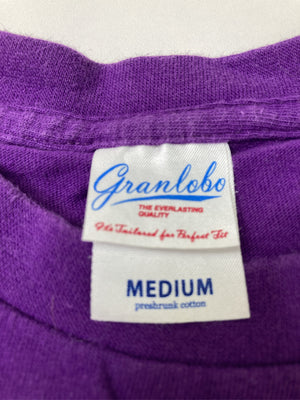 Granlobo
THE EVERLASTING
QUALITY
It's Tailored for Perfect Fit
MEDIUM
preshrunk cotton